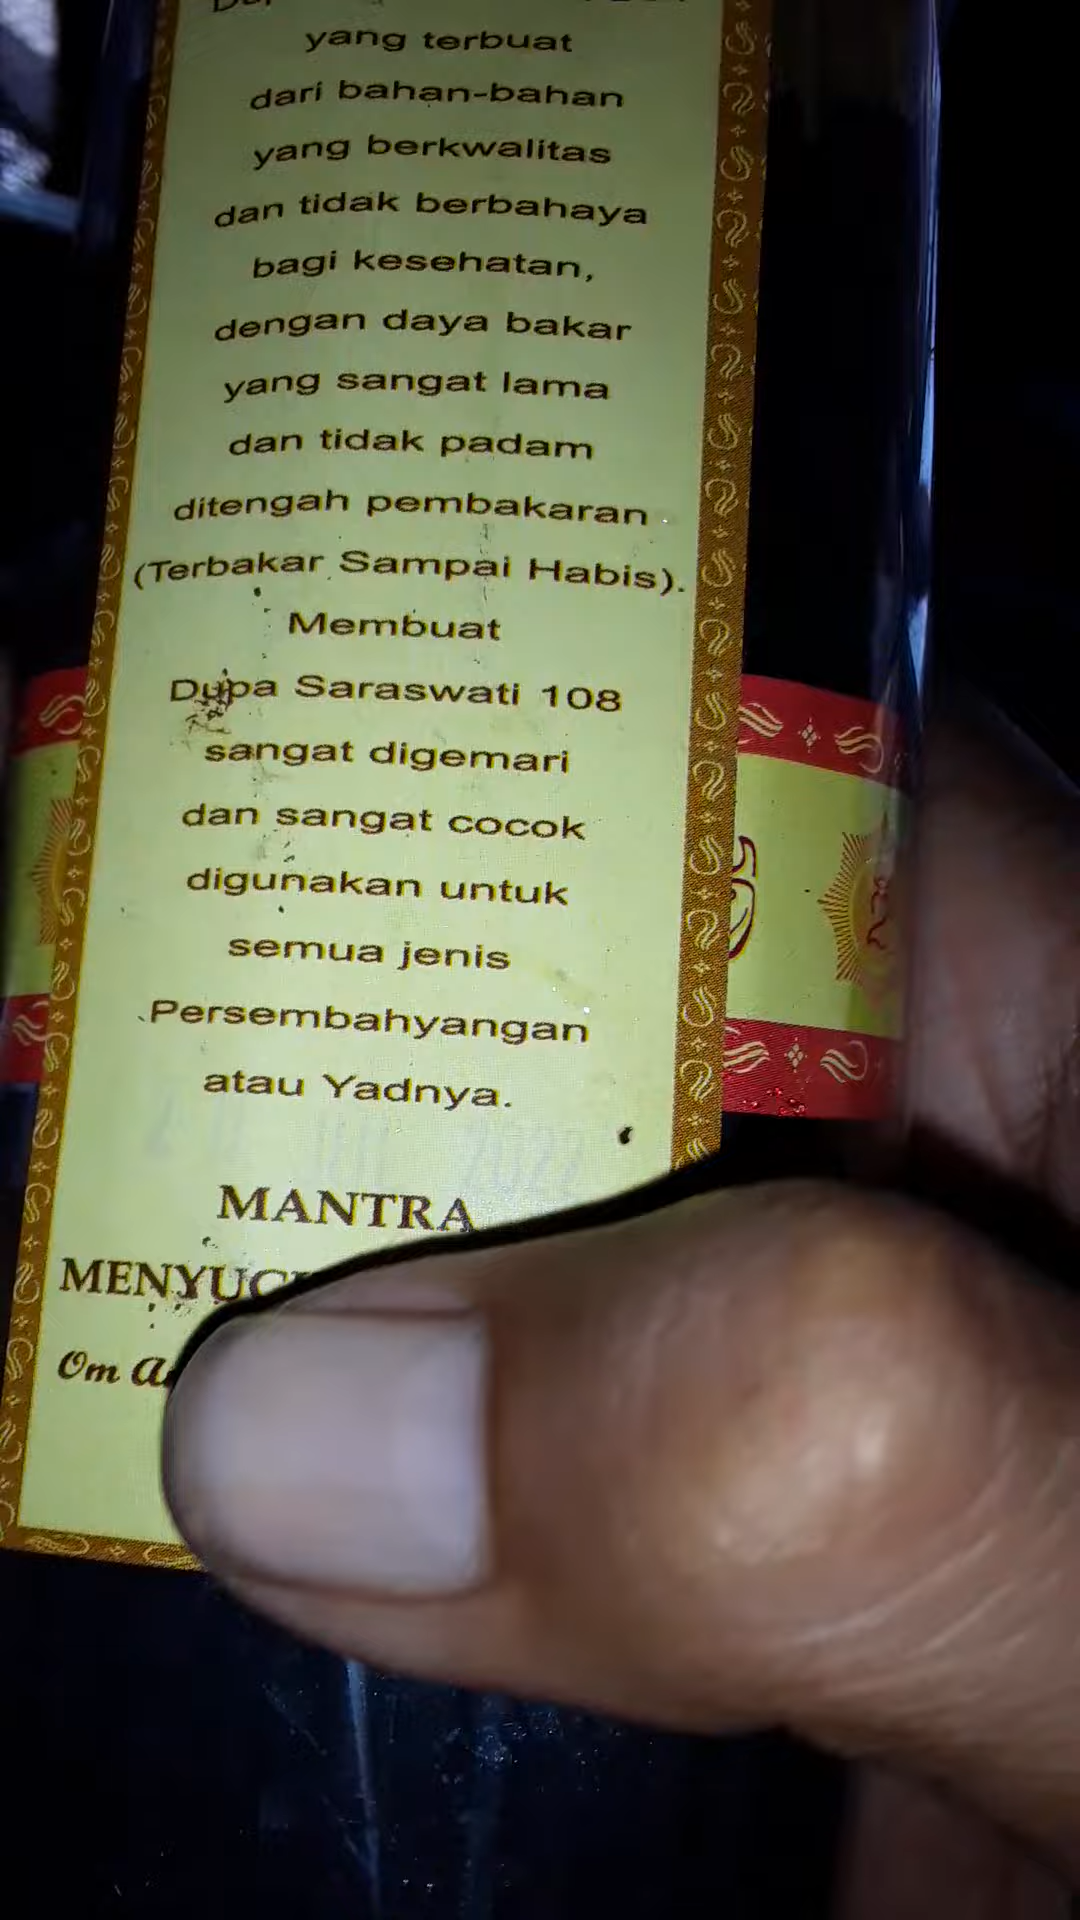 yang terbuat
dari bahan-bahan
yang berkwalitas
dan tidak berbahaya
bagi kesehatan,
dengan daya bakar
yang sangat lama
dan tidak padam
ditengah pembakaran
(Terbakar Sampai Habis).
Membuat
Dupa Saraswati 108
sangat digemari
dan sangat cocok
digunakan untuk
semua jenis
Persembahyangan
atau Yadnya.
2022
MANTRA
Om